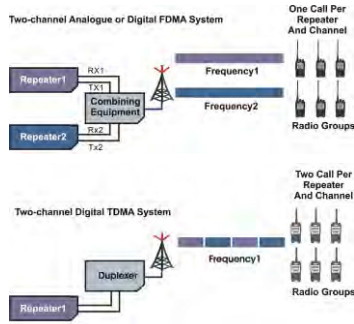 Two-channel Analogue or Digital FDMA System
One Call Per
Repeater
And Channel
Repeater1
RX1
TX1
Combining
Equipment
Rx2
Tx2
Repeater2
Frequency1
Frequency2
Radio Groups
Two-channel Digital TDMA System
Two Call Per
Repeater
And Channel
Duplexer
Repeater1
Frequency1
Radio Groups